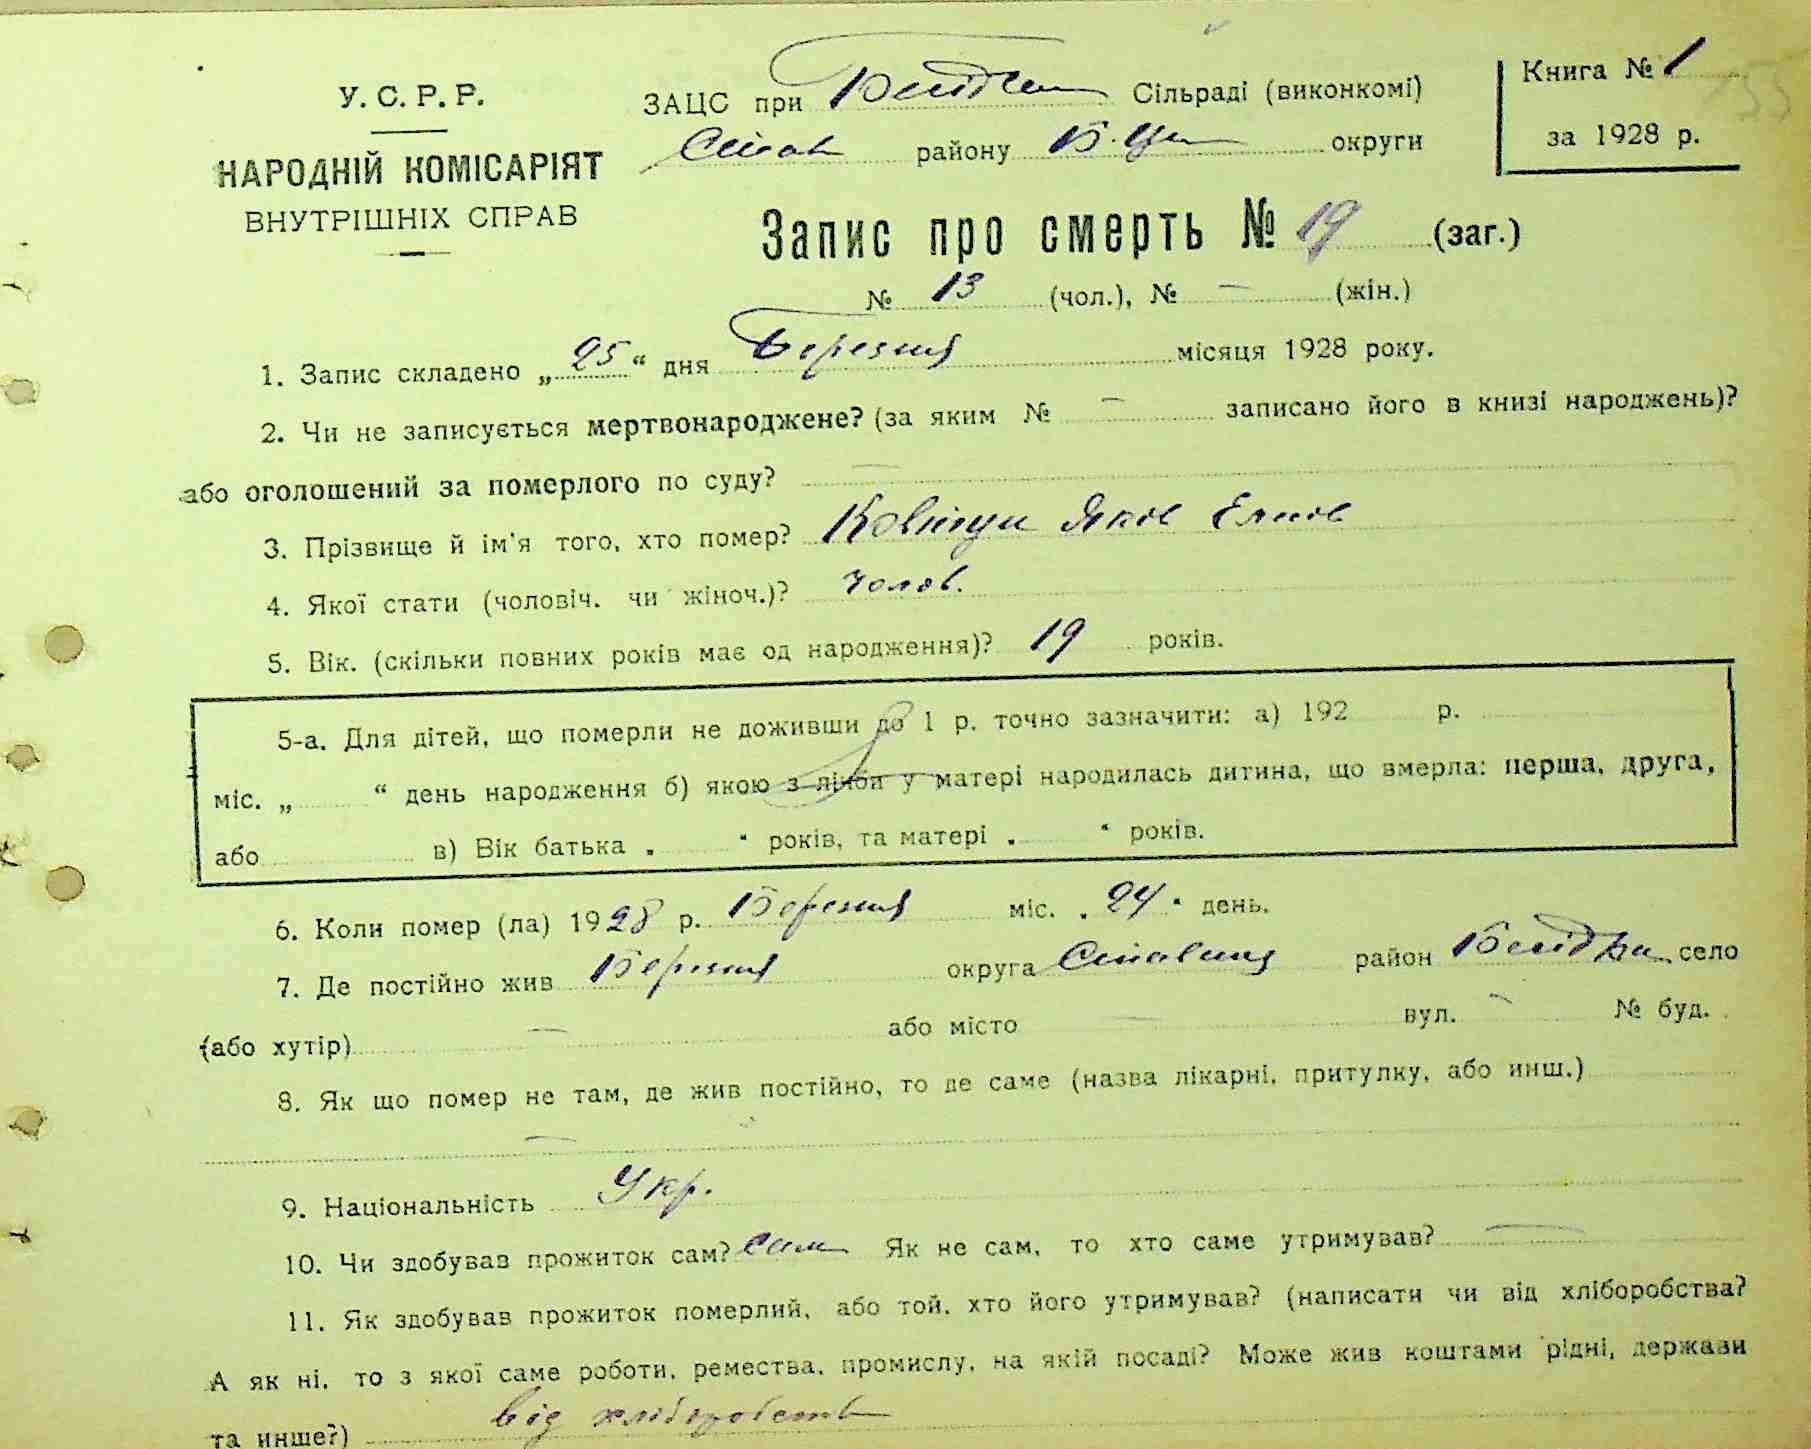 У. С. Р. Р.
НАРОДНІЙ КОМІСАРІЯТ
ВНУТРІШНІХ СПРАВ
ЗАЦС при Сільраді (виконкомі)
Став району Б. Цер округи
Книга № 1
за 1928 р.
155
Запис про смерть № 19 (заг.)
№ 13 (чол.), № — (жін.)
1. Запис складено „ 25 “ дня Березня місяця 1928 року.
2. Чи не записується мертвонароджене? (за яким № — записано його в книзі народжень)?
або оголошений за померлого по суду? —
3. Прізвище й ім'я того, хто помер? Яков
4. Якої стати (чоловіч. чи жіноч.)? Чолов.
5. Вік. (скільки повних років має од народження)? 19 років.
5-а. Для дітей, що померли не доживши до 1 р. точно зазначити: а) 192 р.
міс. „ “ день народження б) якою з лічби у матері народилась дитина, що вмерла: перша, друга,
або в) Вік батька „ “ років, та матері „ “ років.
6. Коли помер (ла) 1928 р. Березня міс. „ 24 “ день.
7. Де постійно жив округа район село
(або хутір) — або місто — вул. — № буд.
8. Як що помер не там, де жив постійно, то де саме (назва лікарні, притулку, або инш.)
—
9. Національність Укр.
10. Чи здобував прожиток сам? сам Як не сам, то хто саме утримував? —
11. Як здобував прожиток померлий, або той, хто його утримував? (написати чи від хліборобства?
А як ні, то з якої саме роботи, ремества, промислу, на якій посаді? Може жив коштами рідні, держави
та инше?) від хліборобств